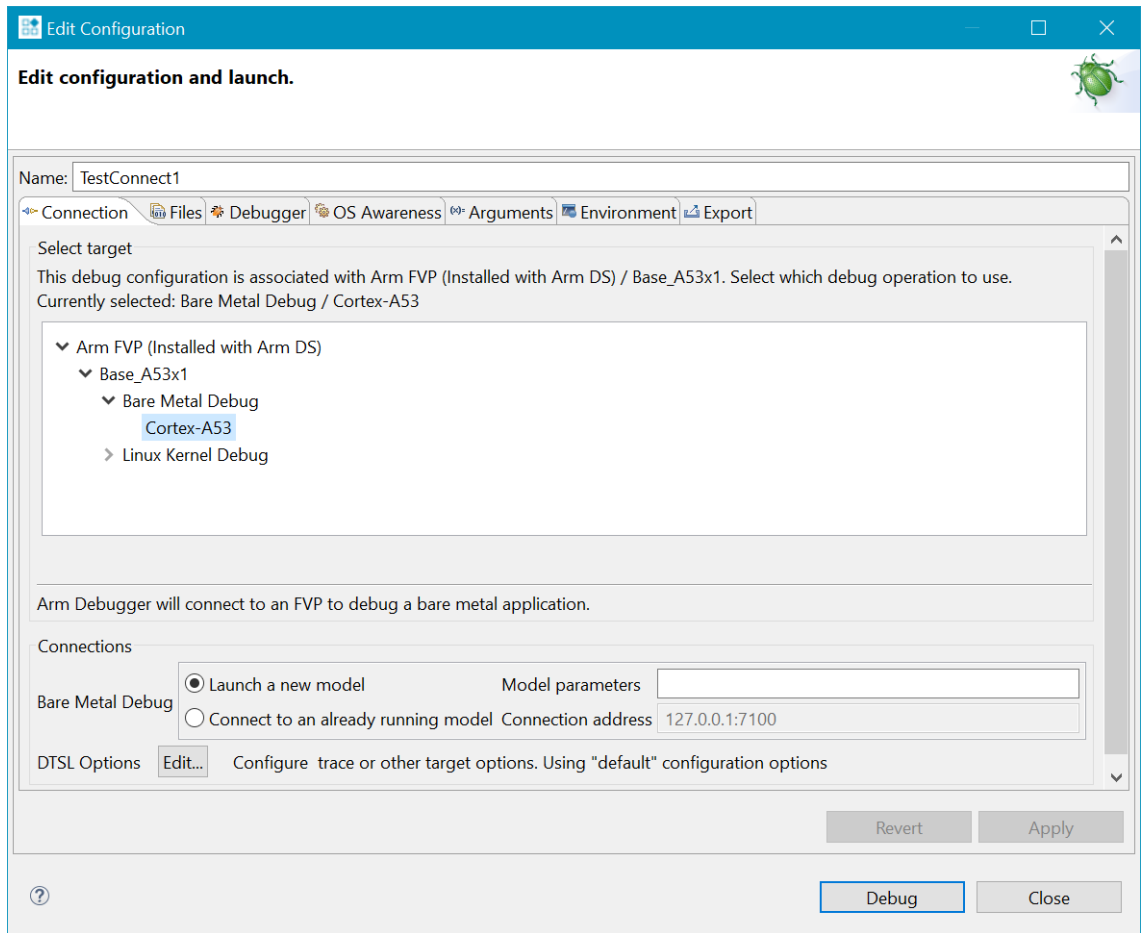 Edit Configuration
Edit configuration and launch.
Name: TestConnect1
Connection Files Debugger OS Awareness Arguments Environment Export
Select target
This debug configuration is associated with Arm FVP (Installed with Arm DS) / Base_A53x1. Select which debug operation to use.
Currently selected: Bare Metal Debug / Cortex-A53
Arm FVP (Installed with Arm DS)
Base_A53x1
Bare Metal Debug
Cortex-A53
Linux Kernel Debug
Arm Debugger will connect to an FVP to debug a bare metal application.
Connections
Bare Metal Debug
Launch a new model Model parameters
Connect to an already running model Connection address 127.0.0.1:7100
DTSL Options Edit... Configure trace or other target options. Using "default" configuration options
Revert Apply
? Debug Close